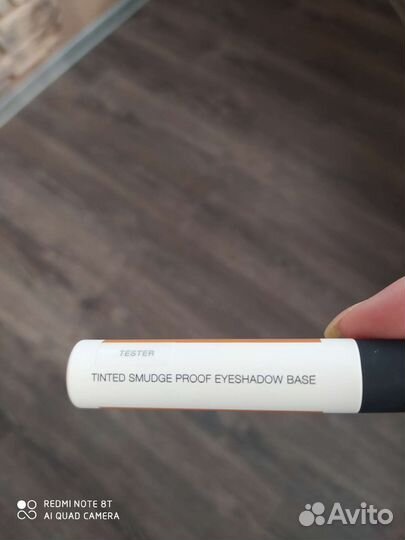 TESTER
TINTED SMUDGE PROOF EYESHADOW BASE
REDMI NOTE 8T
AI QUAD CAMERA
Avito